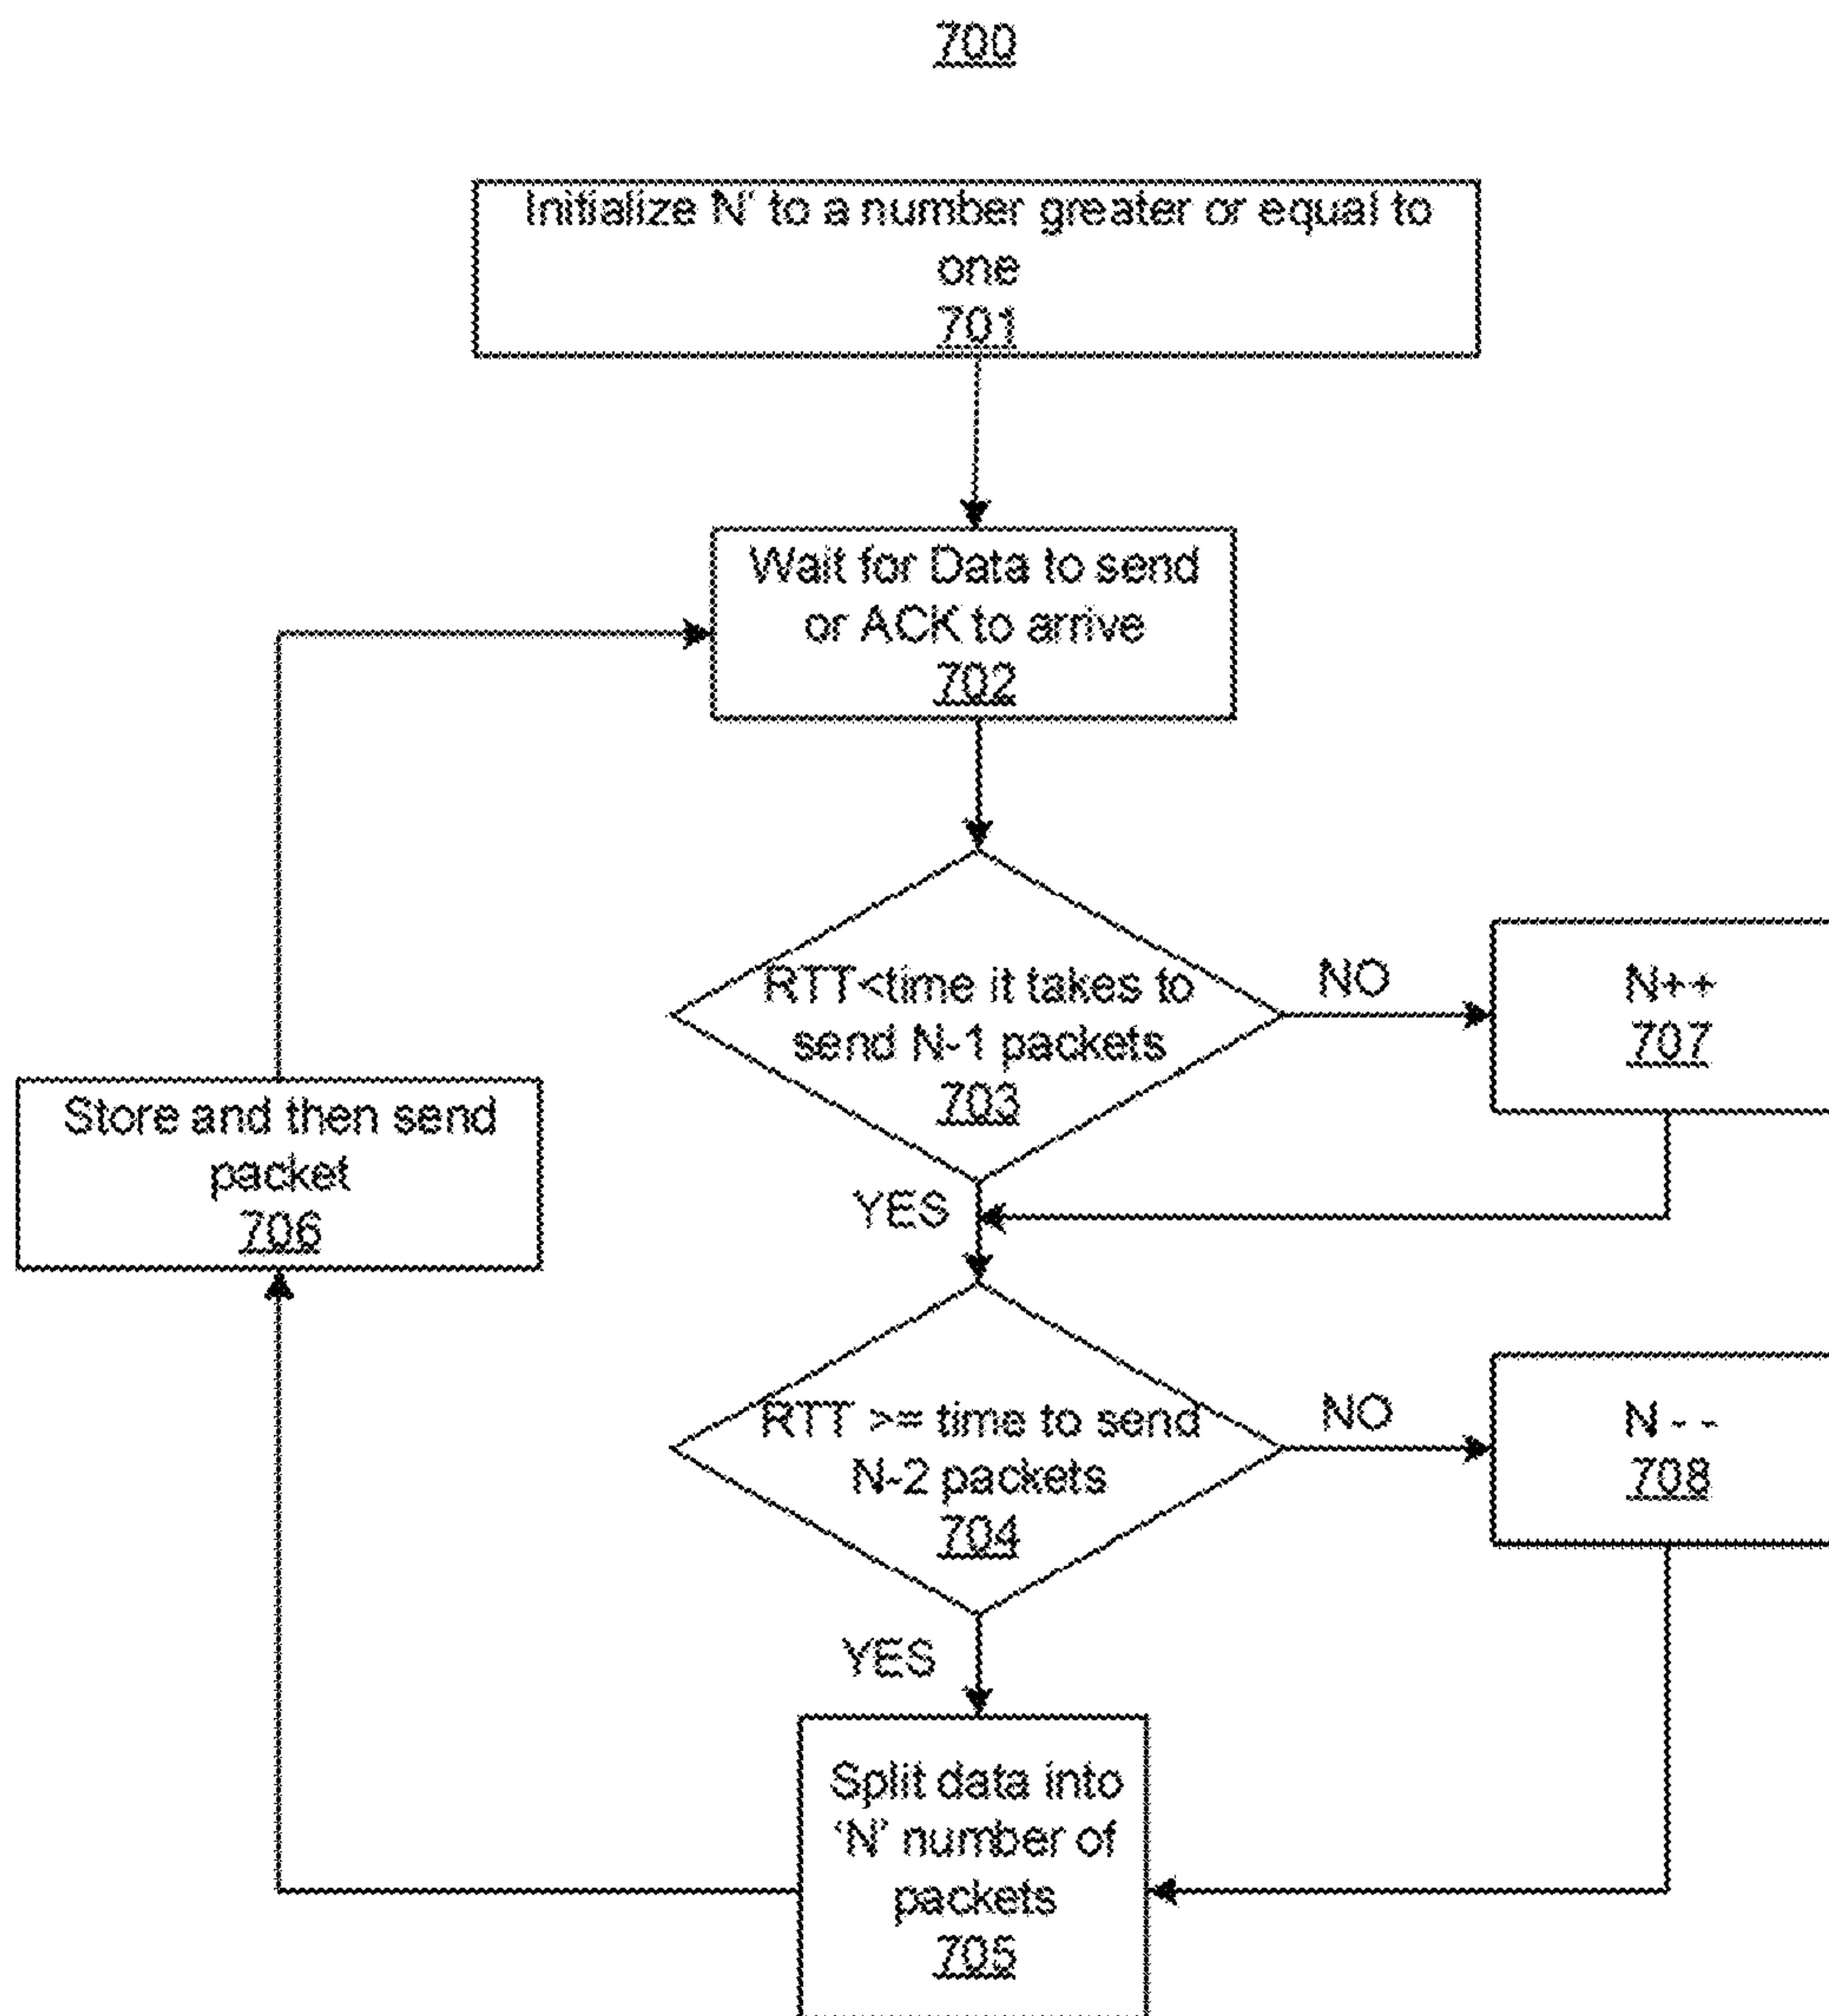 700
Initialize N' to a number greater or equal to
one
701
Wait for Data to send
or ACK to arrive
702
RTT<time it takes to
send N-1 packets
703
NO
N++
707
YES
Store and then send
packet
706
RTT >= time to send
N-2 packets
704
NO
N - -
708
YES
Split data into
‘N’ number of
packets
705